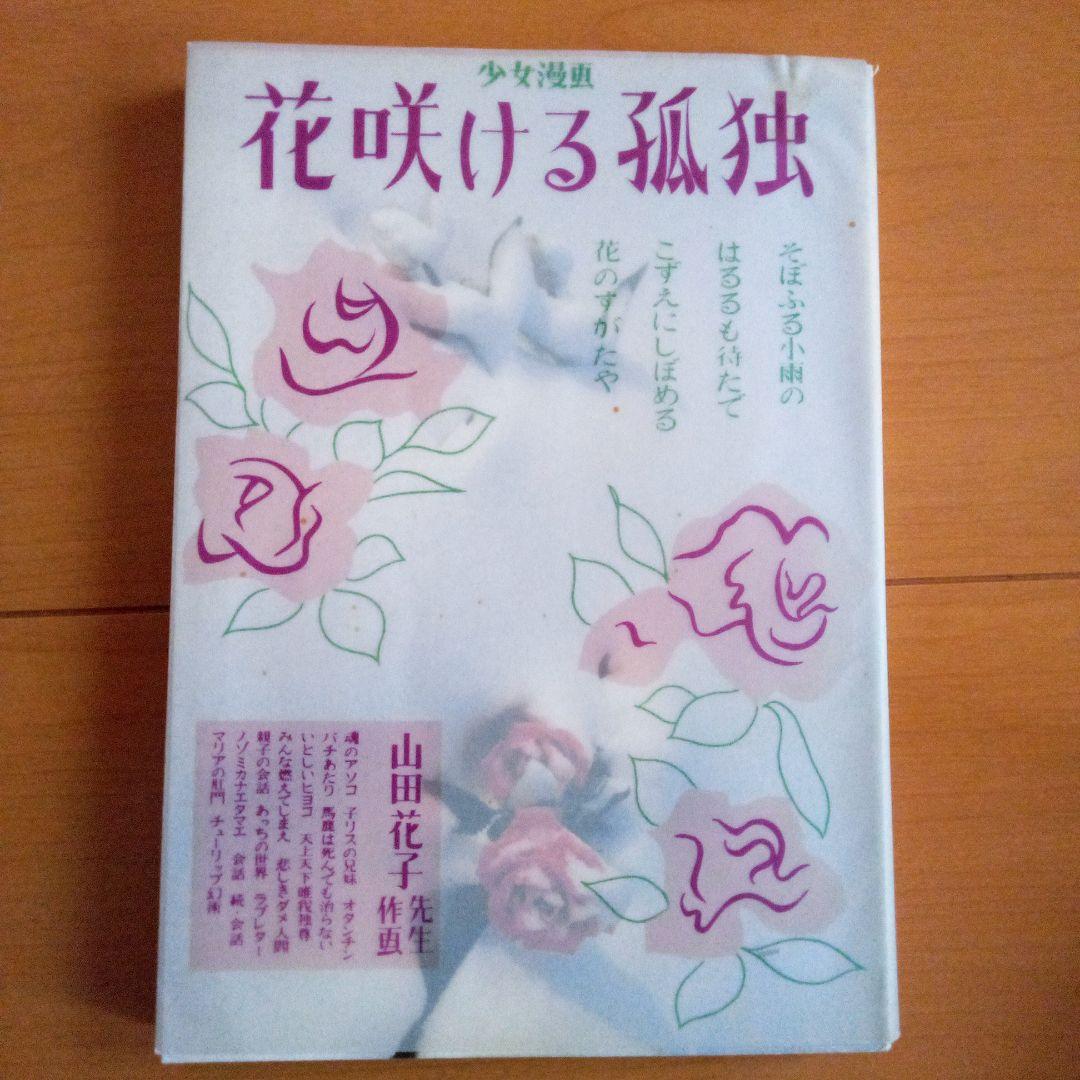 少女漫画
花咲ける孤独
そぼふる小雨の
はるるも待たで
こずえにしぼめる
花のすがたや
山田花子先生作画
魂のアソコ 子リスの兄妹 オタンチン
バチあたり 馬鹿は死んでも治らない
いとしいヒヨコ 天上天下唯我独尊
みんな燃えてしまえ 悲しきダメ人間
親子の会話 あっちの世界 ラブレター
ノゾミカナエタマエ 会話 続・会話
マリアの肛門 チューリップ幻術